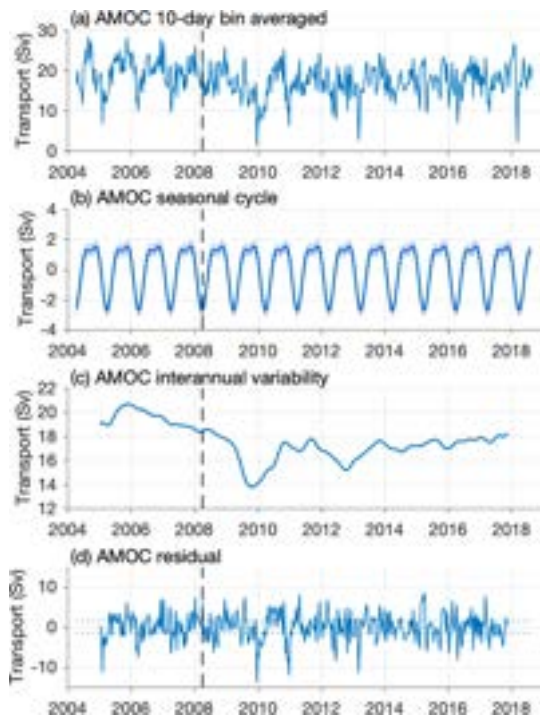 (a) AMOC 10-day bin averaged
Transport (Sv)
30
20
10
0
2004 2006 2008 2010 2012 2014 2016 2018
(b) AMOC seasonal cycle
Transport (Sv)
4
2
0
-2
-4
2004 2006 2008 2010 2012 2014 2016 2018
(c) AMOC interannual variability
Transport (Sv)
22
20
18
16
14
12
2004 2006 2008 2010 2012 2014 2016 2018
(d) AMOC residual
Transport (Sv)
10
0
-10
2004 2006 2008 2010 2012 2014 2016 2018